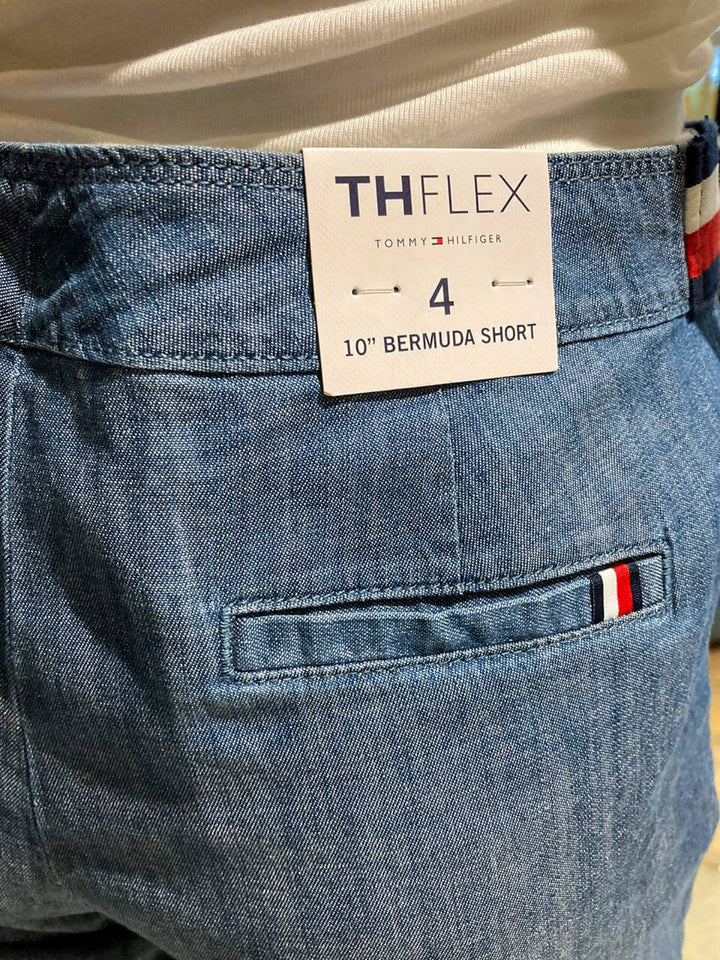 THFLEX
TOMMY HILFIGER
4
10” BERMUDA SHORT